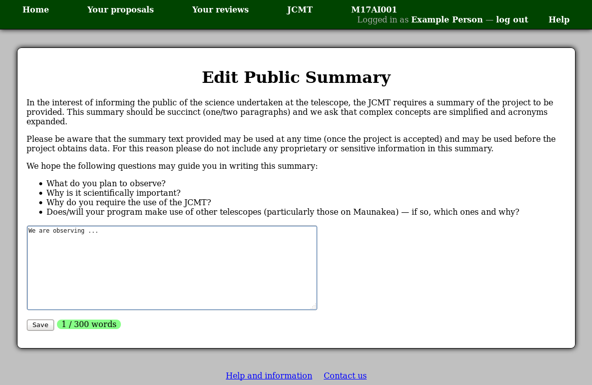 Home Your proposals Your reviews JCMT M17AI001
Logged in as Example Person — log out Help
Edit Public Summary
In the interest of informing the public of the science undertaken at the telescope, the JCMT requires a summary of the project to be
provided. This summary should be succinct (one/two paragraphs) and we ask that complex concepts are simplified and acronyms
expanded.
Please be aware that the summary text provided may be used at any time (once the project is accepted) and may be used before the
project obtains data. For this reason please do not include any proprietary or sensitive information in this summary.
We hope the following questions may guide you in writing this summary:
• What do you plan to observe?
• Why is it scientifically important?
• Why do you require the use of the JCMT?
• Does/will your program make use of other telescopes (particularly those on Maunakea) — if so, which ones and why?
We are observing ...
Save 1 / 300 words
Help and information Contact us